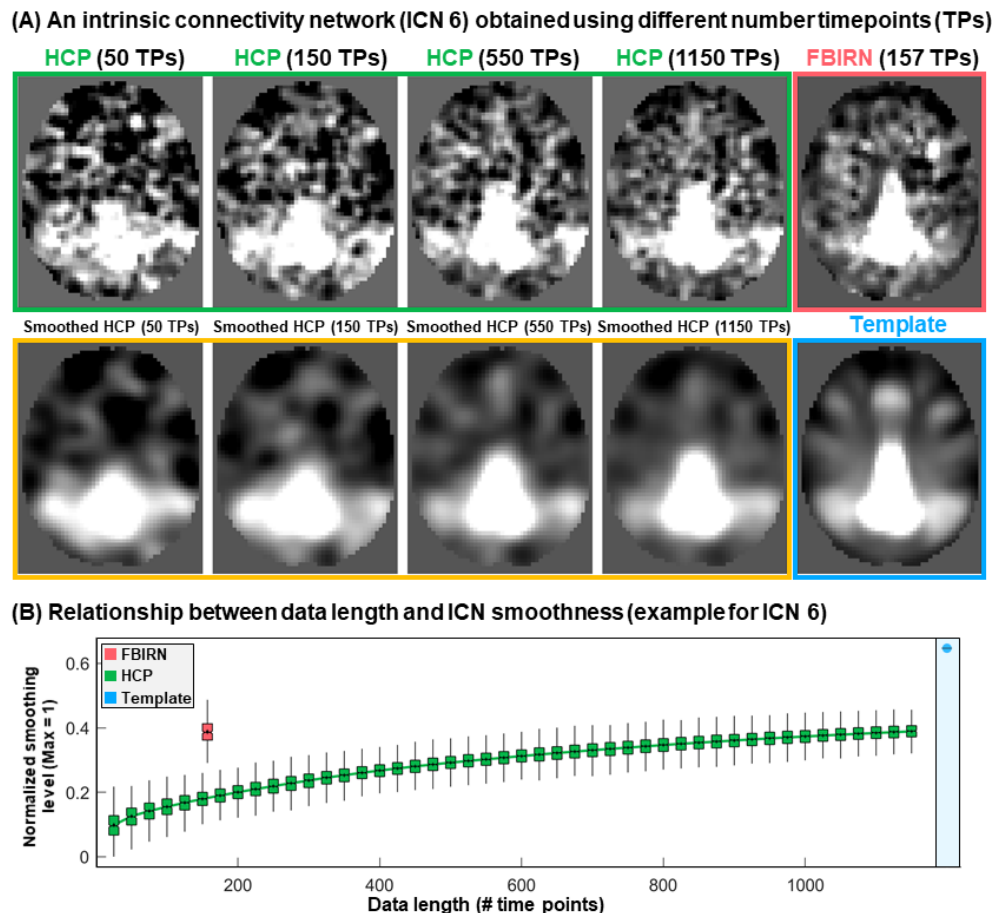 (A) An intrinsic connectivity network (ICN 6) obtained using different number timepoints (TPs)
HCP (50 TPs) HCP (150 TPs) HCP (550 TPs) HCP (1150 TPs) FBIRN (157 TPs)
Smoothed HCP (50 TPs) Smoothed HCP (150 TPs) Smoothed HCP (550 TPs) Smoothed HCP (1150 TPs) Template
(B) Relationship between data length and ICN smoothness (example for ICN 6)
Normalized smoothing
level (Max = 1)
0.6
0.4
0.2
0
FBIRN
HCP
Template
200 400 600 800 1000
Data length (# time points)